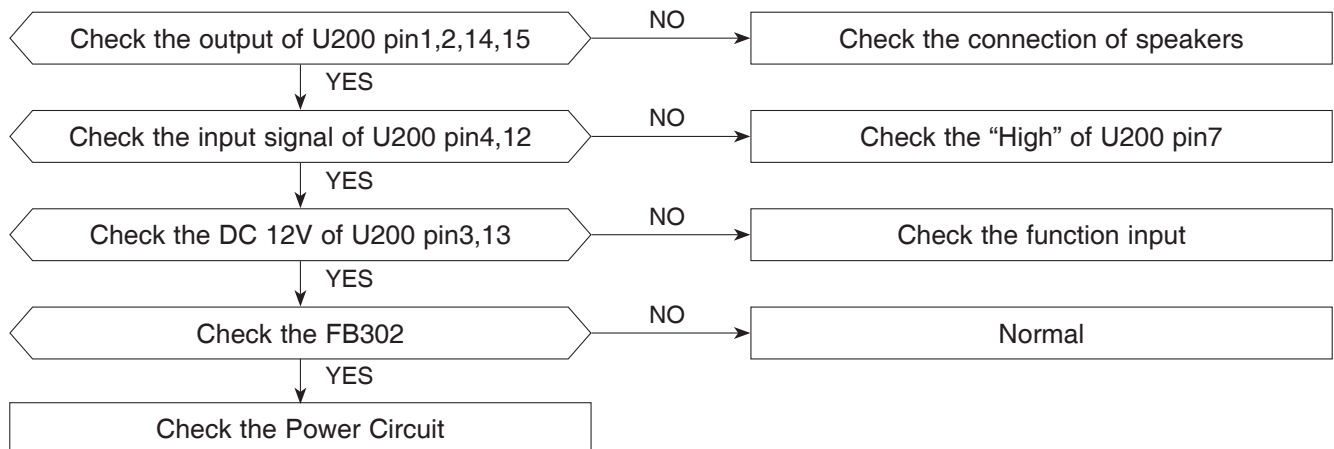 Check the output of U200 pin1,2,14,15
NO
Check the connection of speakers
YES
Check the input signal of U200 pin4,12
NO
Check the “High” of U200 pin7
YES
Check the DC 12V of U200 pin3,13
NO
Check the function input
YES
Check the FB302
NO
Normal
YES
Check the Power Circuit